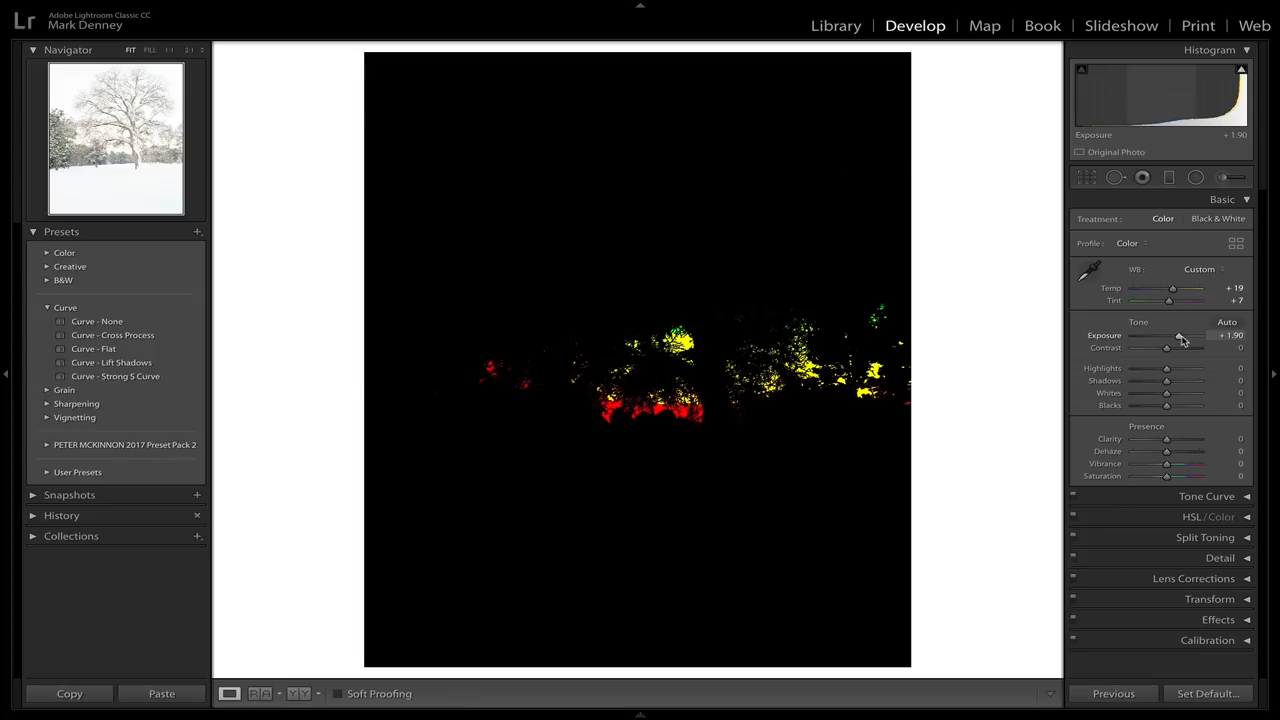 Lr
Adobe Lightroom Classic CC
Mark Denney
Library | Develop | Map | Book | Slideshow | Print | Web
Navigator FIT FILL 1:1 2:1
Presets
Color
Creative
B&W
Curve
Curve - None
Curve - Cross Process
Curve - Flat
Curve - Lift Shadows
Curve - Strong S Curve
Grain
Sharpening
Vignetting
PETER MCKINNON 2017 Preset Pack 2
User Presets
Snapshots
History
Collections
Copy Paste
Soft Proofing
Histogram
Exposure + 1.90
Original Photo
Basic
Treatment : Color Black & White
Profile : Color
WB : Custom
Temp + 19
Tint + 7
Tone Auto
Exposure + 1.90
Contrast 0
Highlights 0
Shadows 0
Whites 0
Blacks 0
Presence
Clarity 0
Dehaze 0
Vibrance 0
Saturation 0
Tone Curve
HSL / Color
Split Toning
Detail
Lens Corrections
Transform
Effects
Calibration
Previous Set Default...